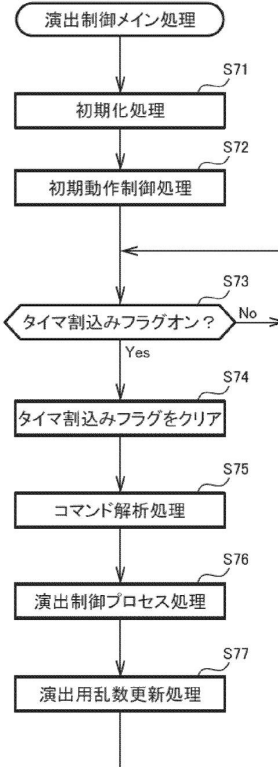 演出制御メイン処理
S71
初期化処理
S72
初期動作制御処理
S73
タイマ割込みフラグオン?
No
Yes
S74
タイマ割込みフラグをクリア
S75
コマンド解析処理
S76
演出制御プロセス処理
S77
演出用乱数更新処理